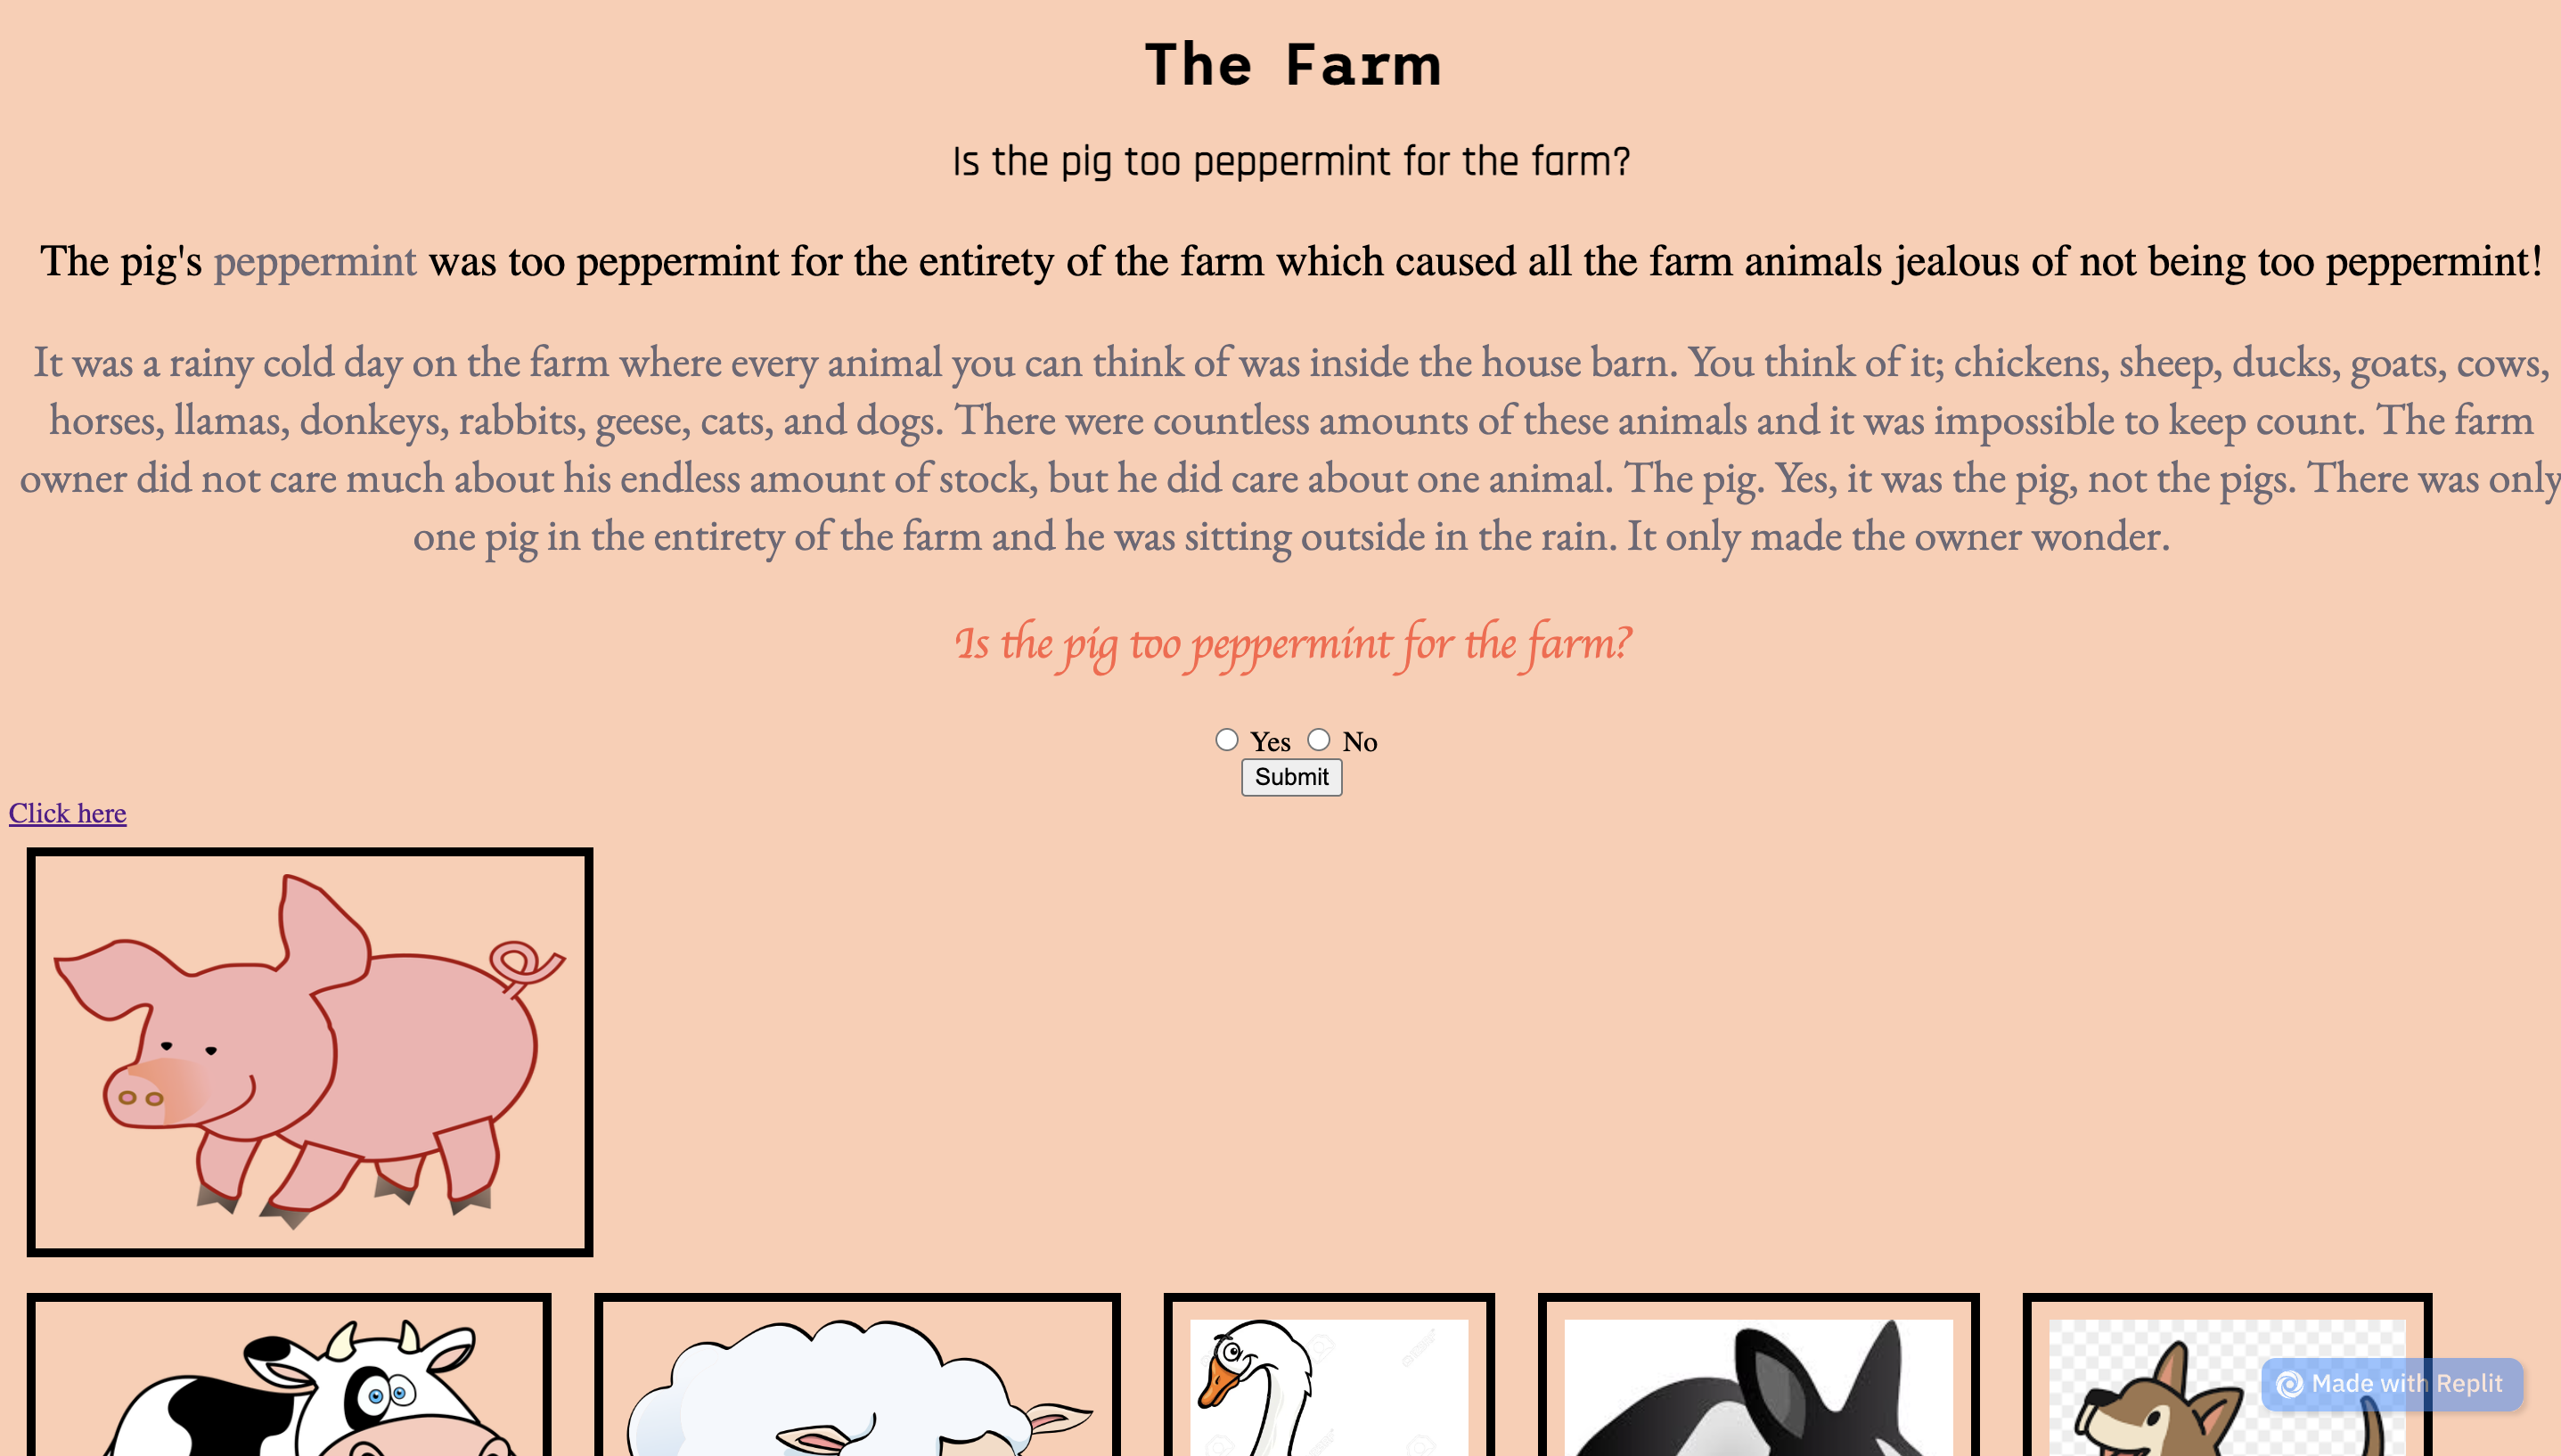 The Farm
Is the pig too peppermint for the farm?
The pig's peppermint was too peppermint for the entirety of the farm which caused all the farm animals jealous of not being too peppermint!
It was a rainy cold day on the farm where every animal you can think of was inside the house barn. You think of it; chickens, sheep, ducks, goats, cows,
horses, llamas, donkeys, rabbits, geese, cats, and dogs. There were countless amounts of these animals and it was impossible to keep count. The farm
owner did not care much about his endless amount of stock, but he did care about one animal. The pig. Yes, it was the pig, not the pigs. There was only
one pig in the entirety of the farm and he was sitting outside in the rain. It only made the owner wonder.
Is the pig too peppermint for the farm?
Yes No
Submit
Click here
Made with Replit